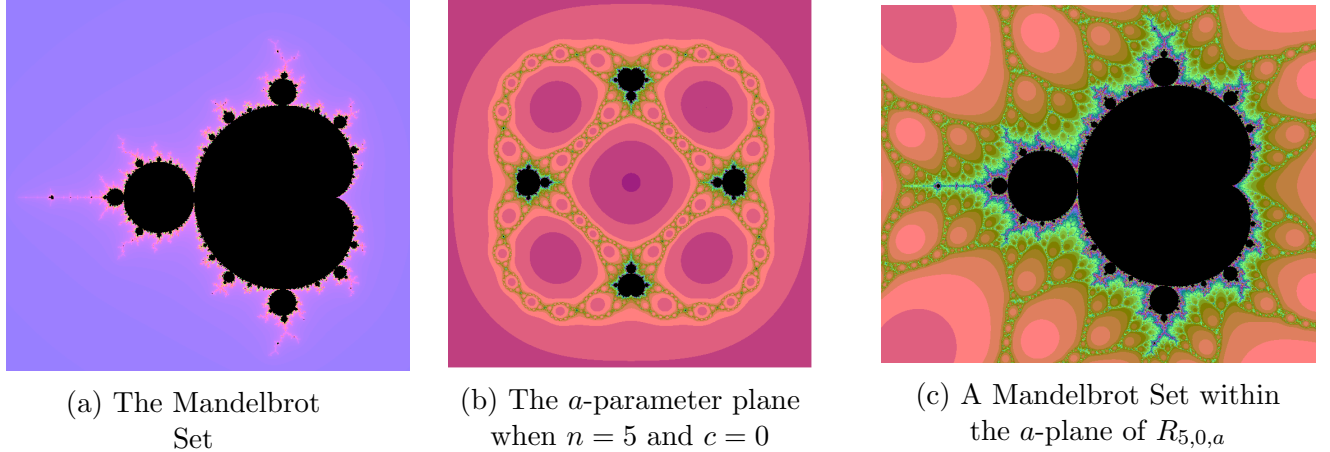 (a) The Mandelbrot
Set
(b) The a-parameter plane
when n = 5 and c = 0
(c) A Mandelbrot Set within
the a-plane of R₅,₀,ₐ